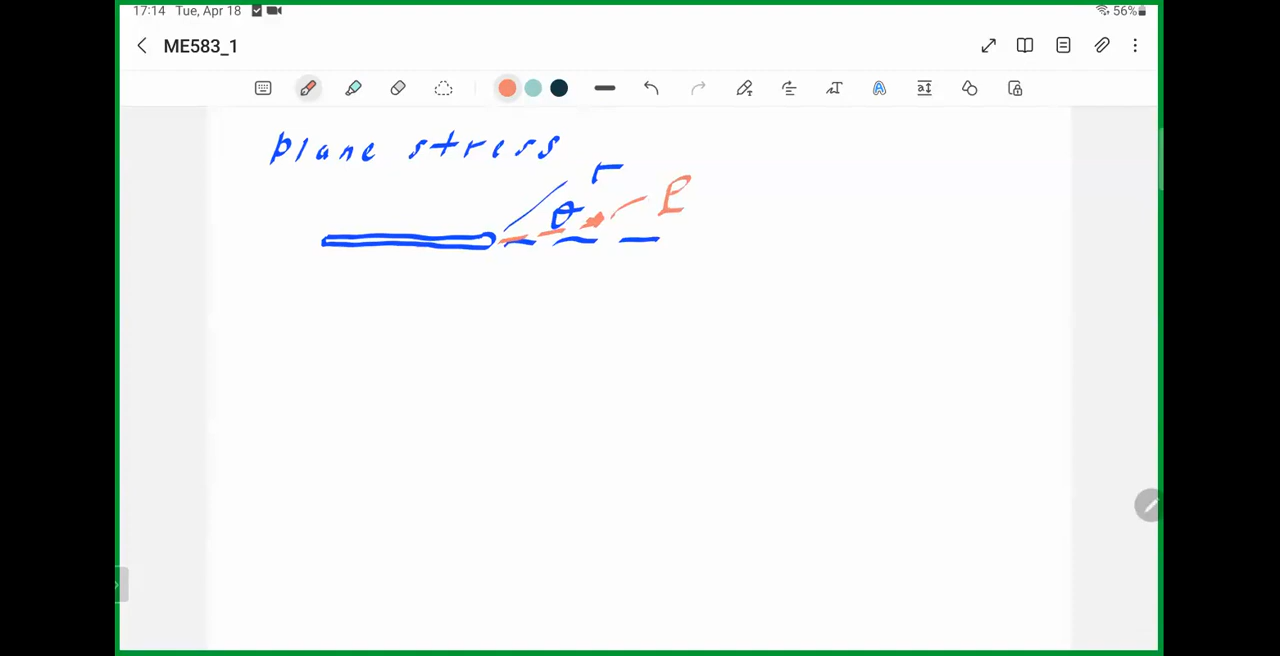 17:14 Tue, Apr 18 56%
ME583_1
plane stress
r
θ